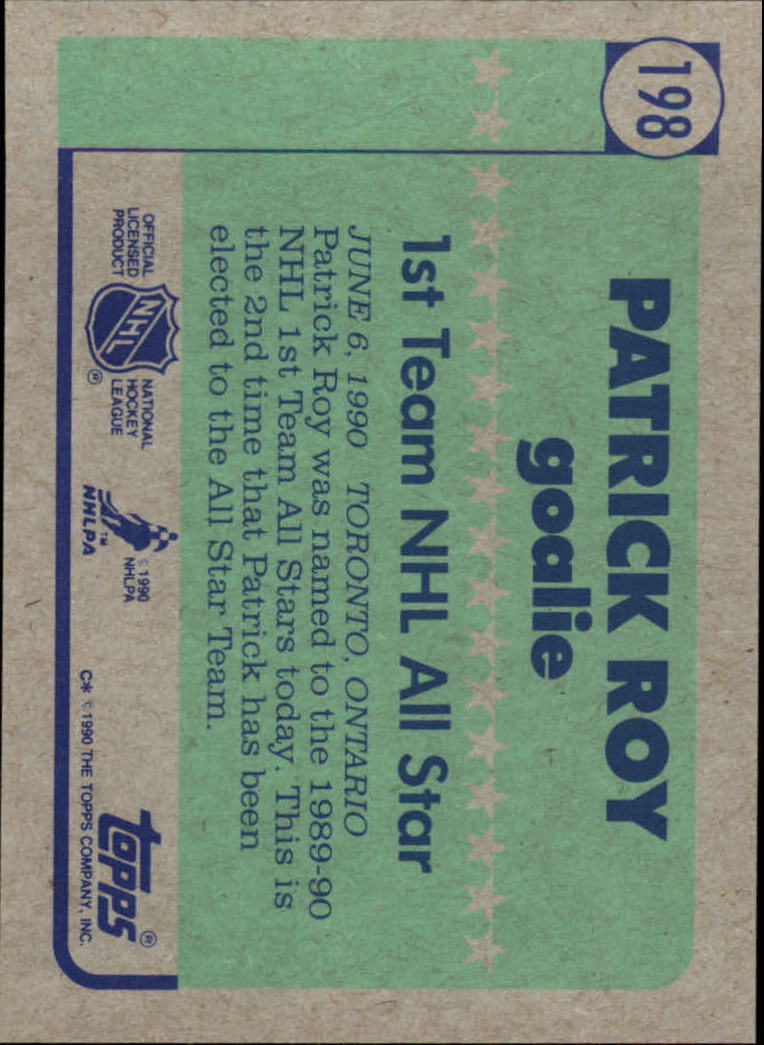 198
PATRICK ROY
goalie
1st Team NHL All Star
JUNE 6, 1990 TORONTO, ONTARIO
Patrick Roy was named to the 1989-90
NHL 1st Team All Stars today. This is
the 2nd time that Patrick has been
elected to the All Star Team.
OFFICIAL
LICENSED
PRODUCT
NHL
®
NATIONAL
HOCKEY
LEAGUE
© 1990
NHLPA
™
NHLPA
topps®
C* © 1990 THE TOPPS COMPANY, INC.